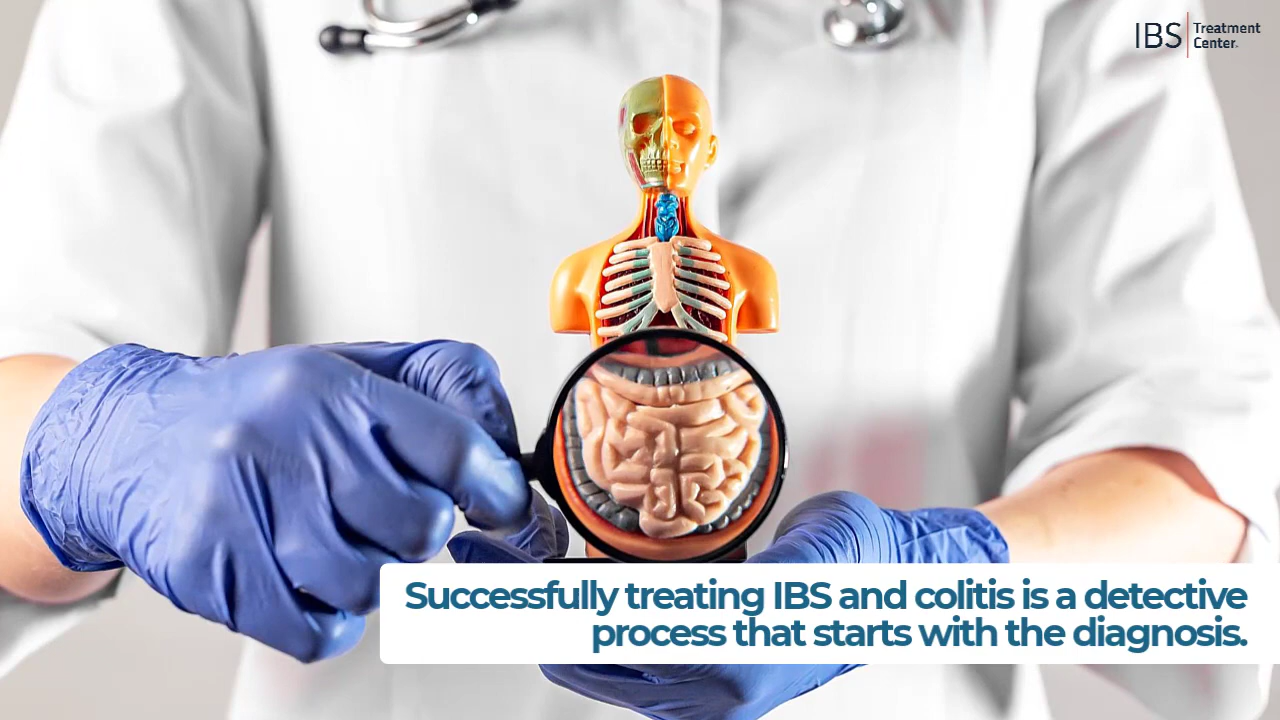 IBS Treatment
Center.
Successfully treating IBS and colitis is a detective
process that starts with the diagnosis.